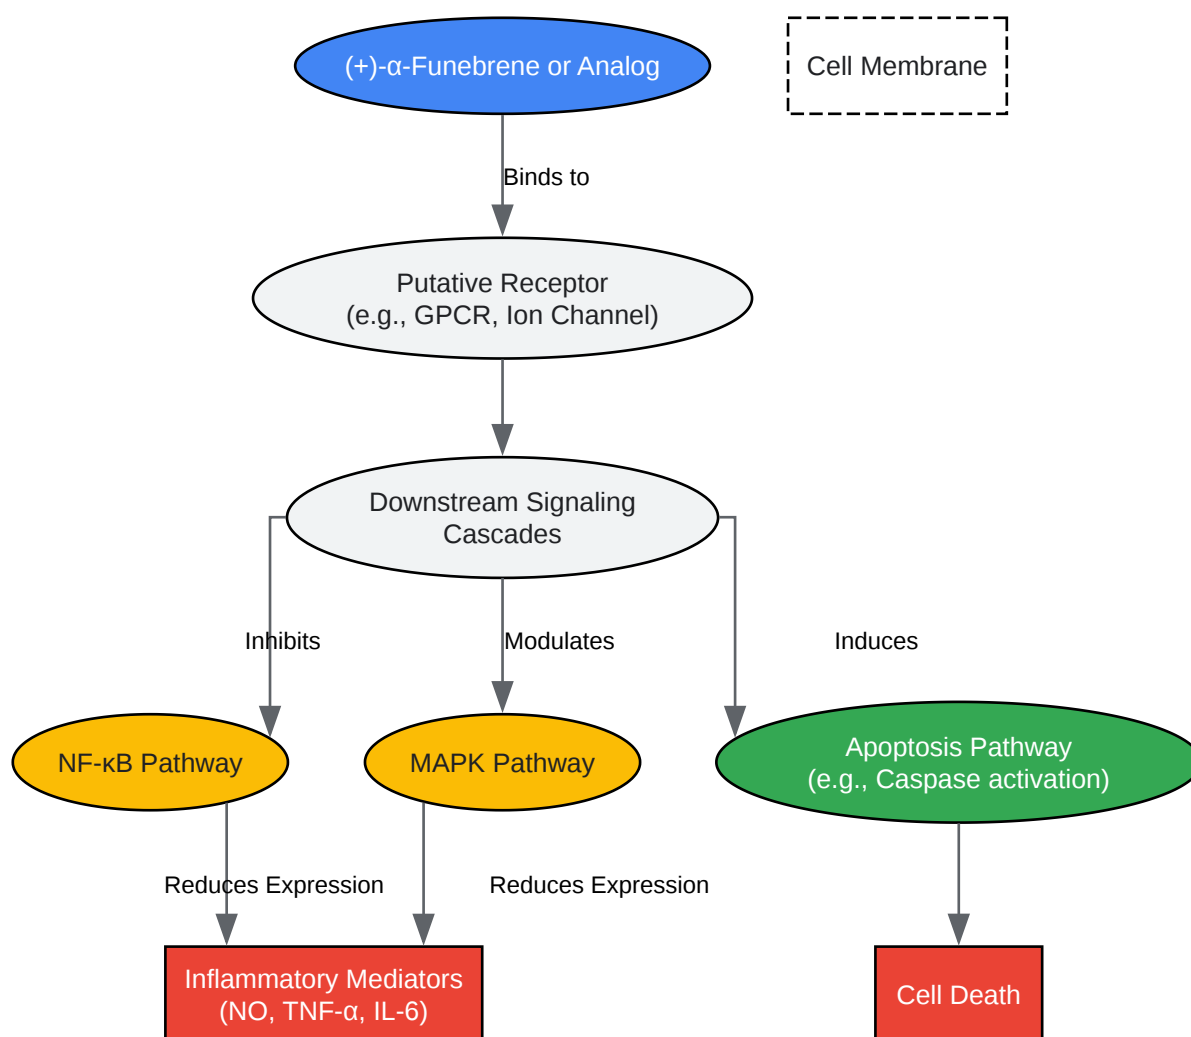 (+)-α-Funebrene or Analog
Cell Membrane
Binds to
Putative Receptor
(e.g., GPCR, Ion Channel)
Downstream Signaling
Cascades
Inhibits
Modulates
Induces
NF-κB Pathway
MAPK Pathway
Apoptosis Pathway
(e.g., Caspase activation)
Reduces Expression
Reduces Expression
Inflammatory Mediators
(NO, TNF-α, IL-6)
Cell Death